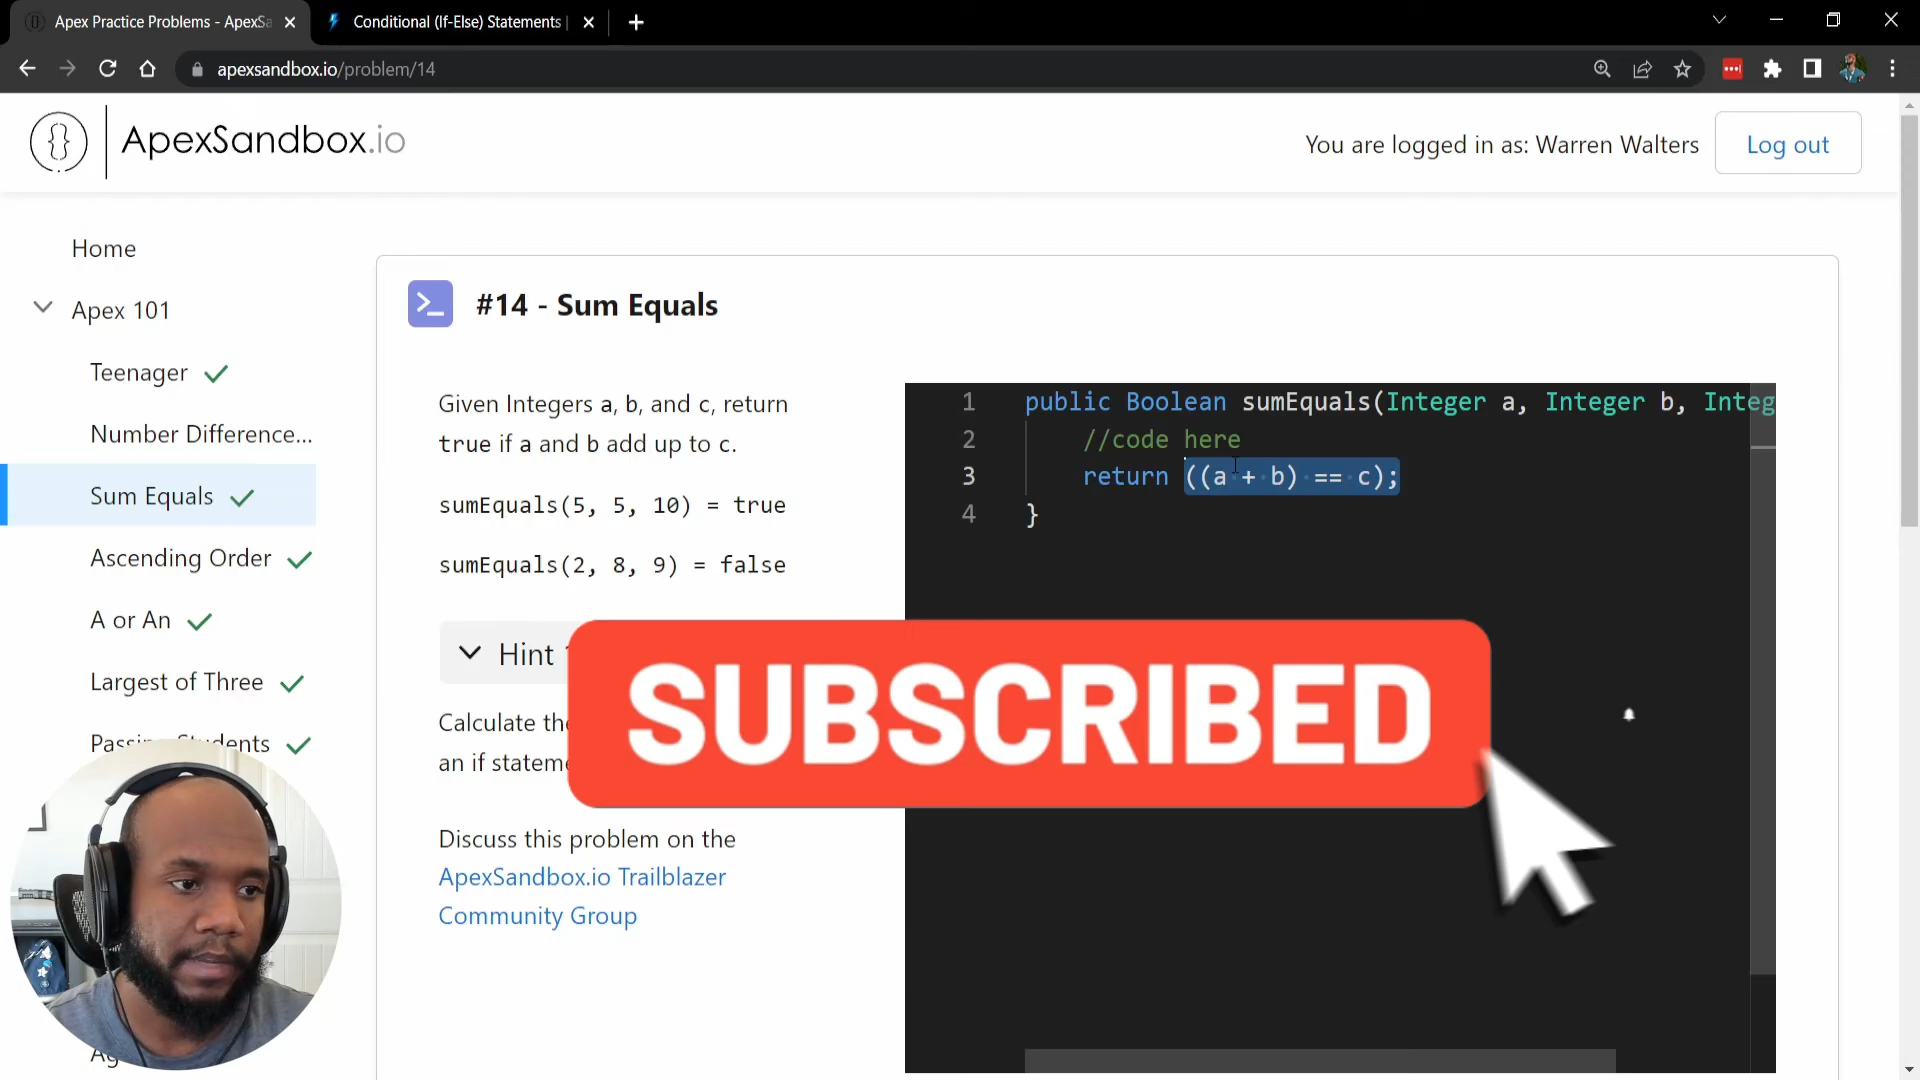 Apex Practice Problems - ApexSa
Conditional (If-Else) Statements |
apexsandbox.io/problem/14
ApexSandbox.io
You are logged in as: Warren Walters
Log out
Home
Apex 101
Teenager
Number Difference...
Sum Equals
Ascending Order
A or An
Largest of Three
#14 - Sum Equals
Given Integers a, b, and c, return
true if a and b add up to c.
sumEquals(5, 5, 10) = true
sumEquals(2, 8, 9) = false
Hint
Calculate the
an if
Discuss this problem on the
ApexSandbox.io Trailblazer
Community Group
1 public Boolean sumEquals(Integer a, Integer b, Integ
2 //code here
3 return ((a + b) == c);
4 }
SUBSCRIBED